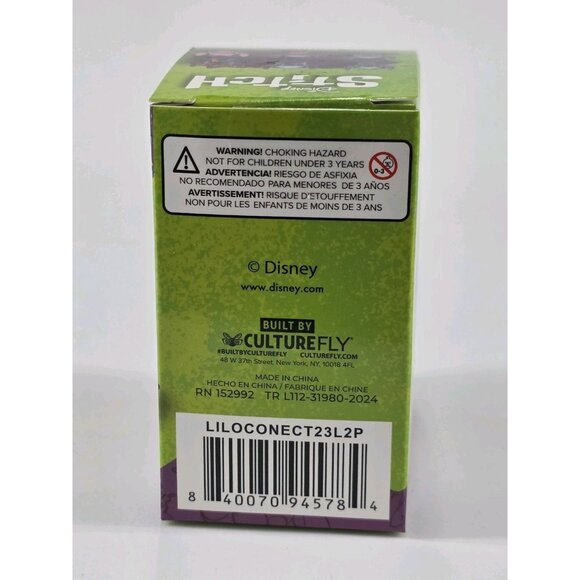 Disney
Stitch
WARNING! CHOKING HAZARD
NOT FOR CHILDREN UNDER 3 YEARS
ADVERTENCIA! RIESGO DE ASFIXIA
NO RECOMENDADO PARA MENORES DE 3 AÑOS
AVERTISSEMENT! RISQUE D'ETOUFFEMENT
NON POUR LES ENFANTS DE MOINS DE 3 ANS
0-3
© Disney
www.disney.com
BUILT BY
CULTUREFLY
#BUILTBYCULTUREFLY CULTUREFLY.COM
48 W 37th Street. New York, NY, 10018 4FL
MADE IN CHINA
HECHO EN CHINA / FABRIQUE EN CHINE
RN 152992 TR L112-31980-2024
LILOCONECT23L2P
8 40070 94578 4